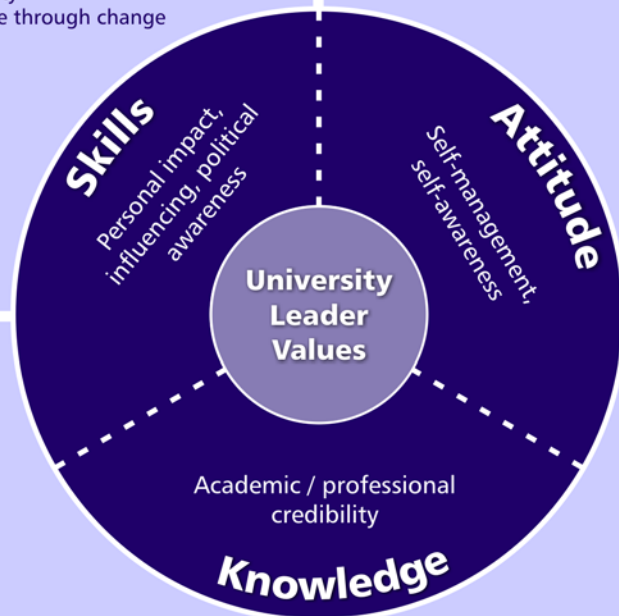 through change
Skills
Personal impact,
influencing, political
awareness
Attitude
Self-management,
self-awareness
University
Leader
Values
Academic / professional
credibility
Knowledge